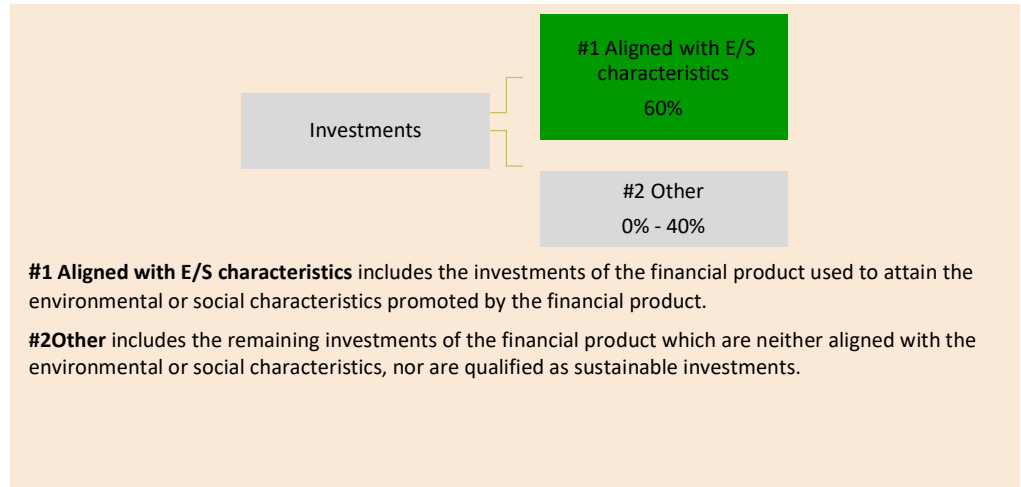 #1 Aligned with E/S
characteristics
60%
Investments
#2 Other
0% - 40%
#1 Aligned with E/S characteristics includes the investments of the financial product used to attain the
environmental or social characteristics promoted by the financial product.
#2Other includes the remaining investments of the financial product which are neither aligned with the
environmental or social characteristics, nor are qualified as sustainable investments.